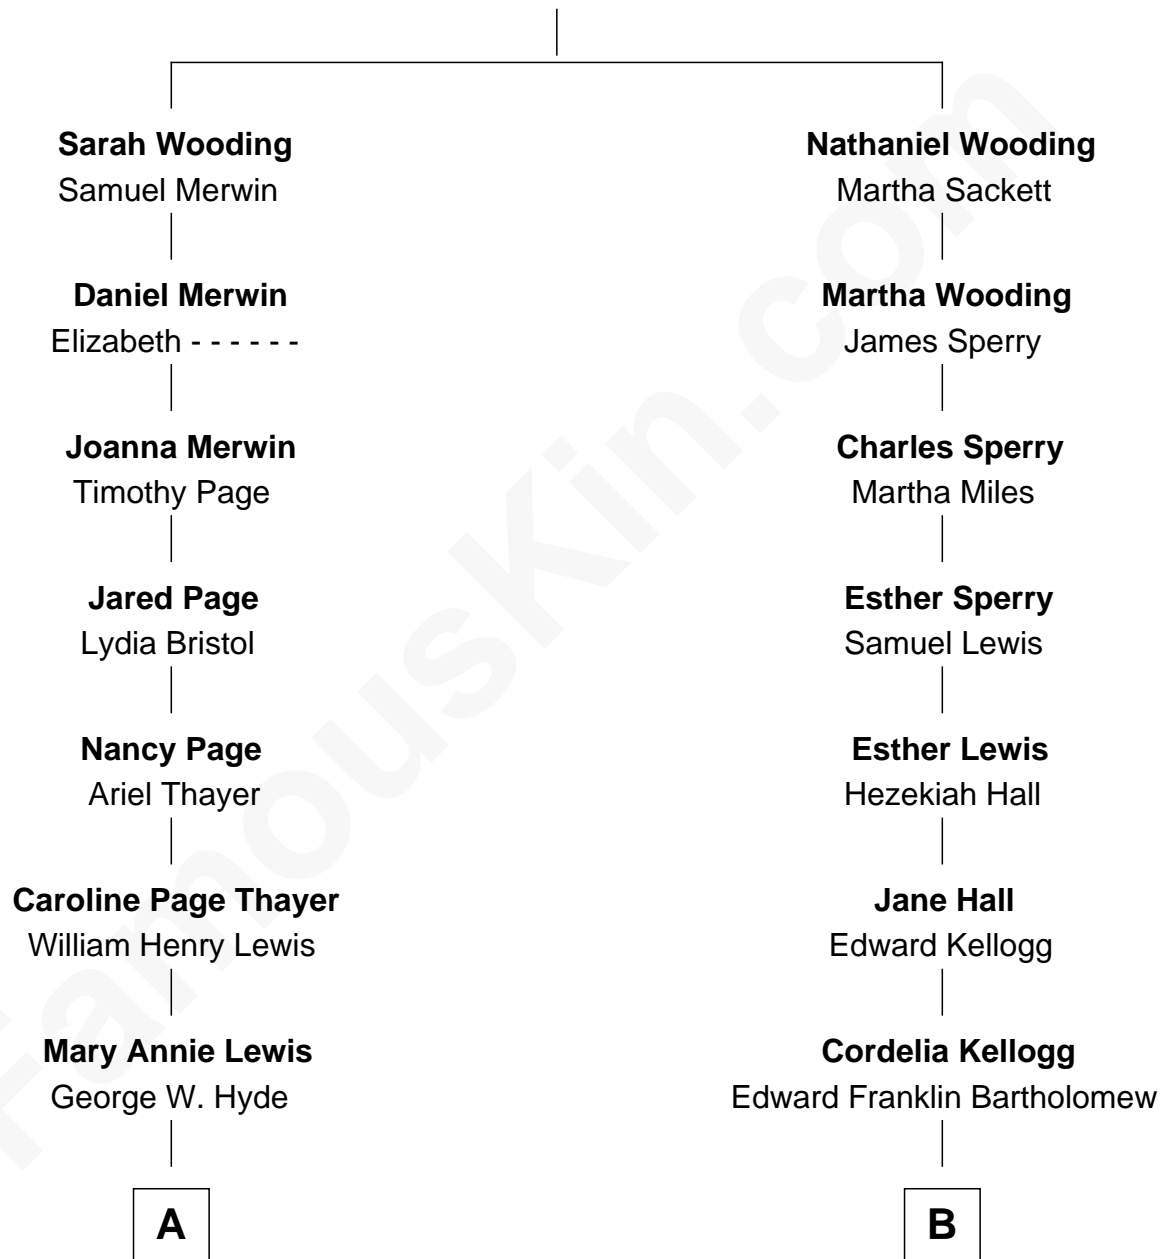 Sarah Wooding
Samuel Merwin
Daniel Merwin
Elizabeth - - - - - -
Joanna Merwin
Timothy Page
Jared Page
Lydia Bristol
Nancy Page
Ariel Thayer
Caroline Page Thayer
William Henry Lewis
Mary Annie Lewis
George W. Hyde
A
Nathaniel Wooding
Martha Sackett
Martha Wooding
James Sperry
Charles Sperry
Martha Miles
Esther Sperry
Samuel Lewis
Esther Lewis
Hezekiah Hall
Jane Hall
Edward Kellogg
Cordelia Kellogg
Edward Franklin Bartholomew
B
FamousKin.com